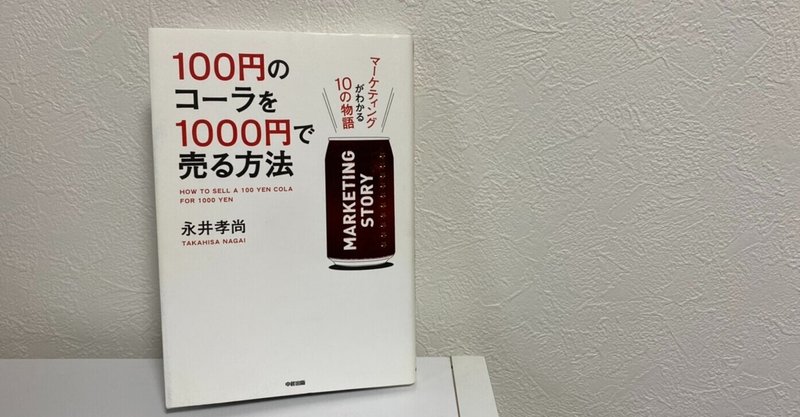 100円の
コーラを
1000円で
売る方法
HOW TO SELL A 100 YEN COLA
FOR 1000 YEN
永井孝尚
TAKAHISA NAGAI
マーケティング
がわかる
10の物語
MARKETING
STORY
中経出版